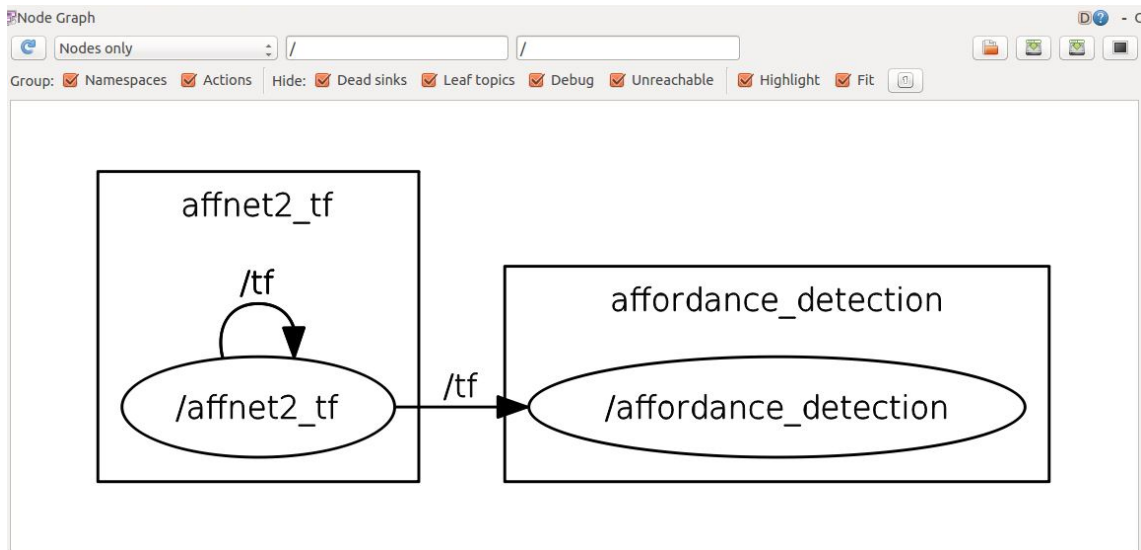 Node Graph
D ? - C
Nodes only / /
Group: Namespaces Actions Hide: Dead sinks Leaf topics Debug Unreachable Highlight Fit
affnet2_tf
/tf
affordance_detection
/affnet2_tf
/tf
/affordance_detection